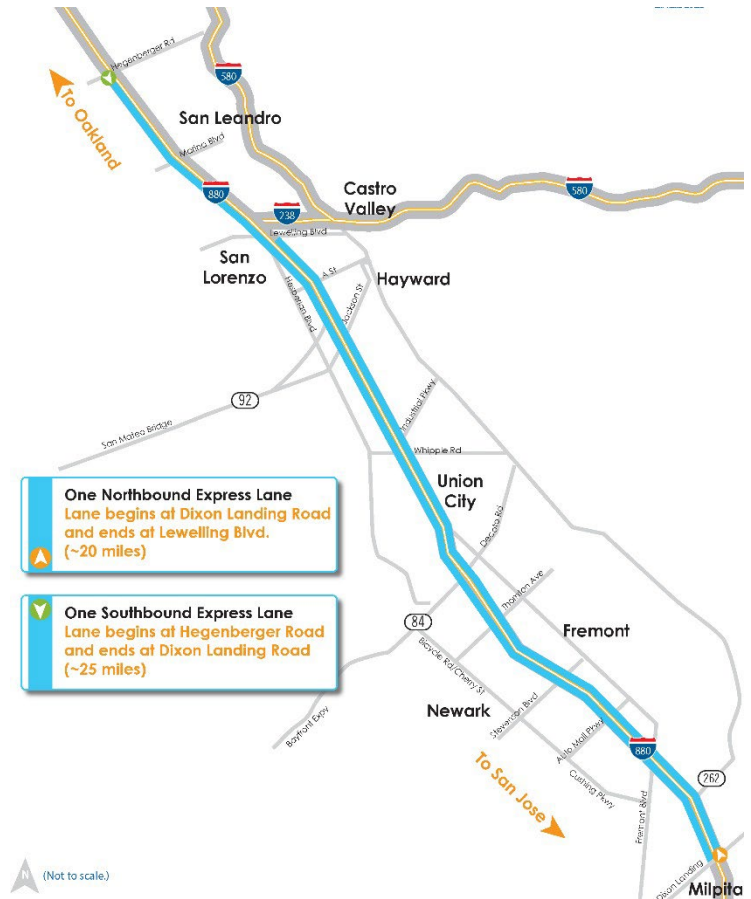 Hegenberger Rd
580
To Oakland
San Leandro
Marina Blvd
880
238
Castro
Valley
580
Lewelling Blvd
San
Lorenzo
A St
Hayward
Hesperian Blvd
Jackson St
92
San Mateo Bridge
Industrial Pkwy
Whipple Rd
Union
City
Decoto Rd
One Northbound Express Lane
Lane begins at Dixon Landing Road
and ends at Lewelling Blvd.
(~20 miles)
One Southbound Express Lane
Lane begins at Hegenberger Road
and ends at Dixon Landing Road
(~25 miles)
Thornton Ave
84
Fremont
Bicycle Rd/Cherry St
Newark
Stevenson Blvd
Bayfront Expy
Auto Mall Pkwy
880
To San Jose
Cushing Pkwy
262
Fremont Blvd
Dixon Landing
Milpita
N
(Not to scale.)